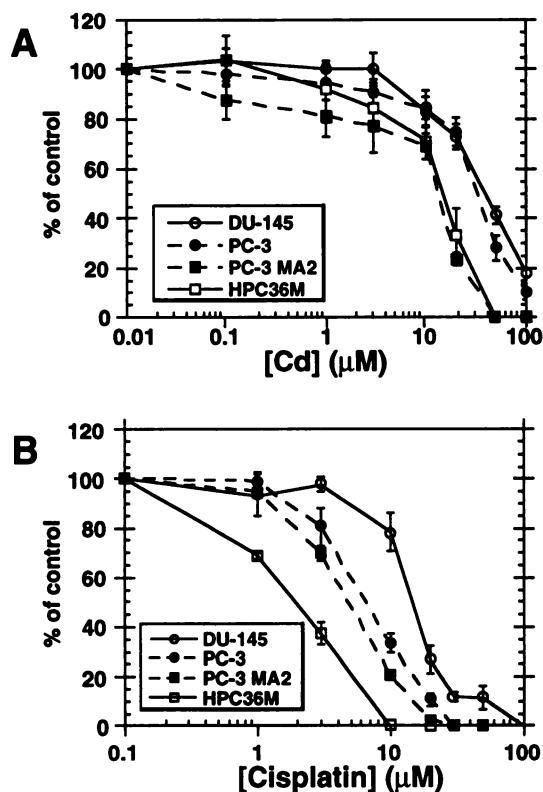 A
120
100
80
60
40
20
0
% of control
DU-145
PC-3
PC-3 MA2
HPC36M
0.01 0.1 1 10 100
[Cd] (μM)
B
120
100
80
60
40
20
0
% of control
DU-145
PC-3
PC-3 MA2
HPC36M
0.1 1 10 100
[Cisplatin] (μM)